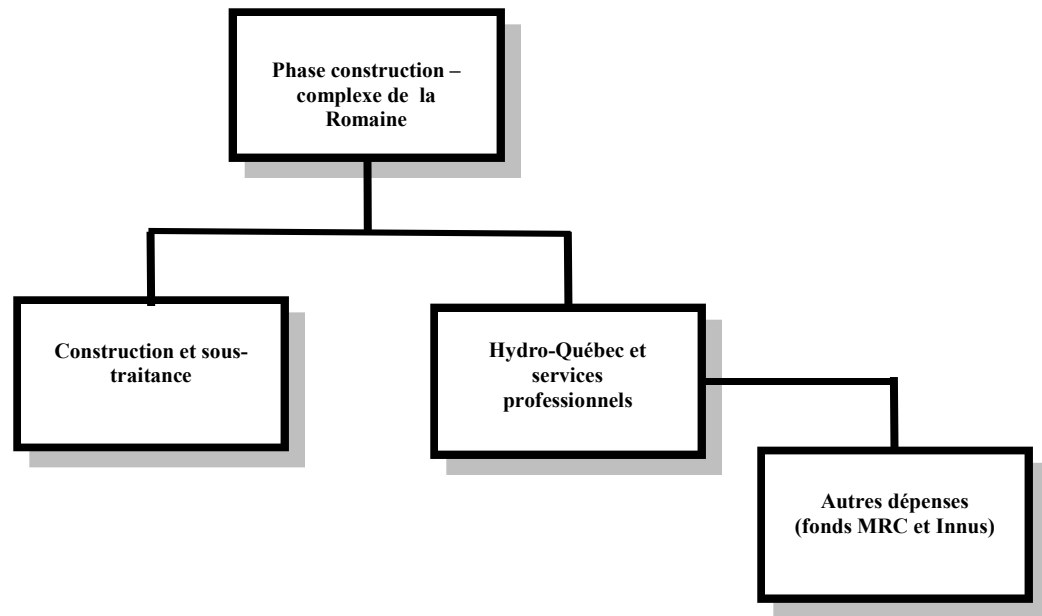 Phase construction –
complexe de la
Romaine
Construction et sous-
traitance
Hydro-Québec et
services
professionnels
Autres dépenses
(fonds MRC et Innus)